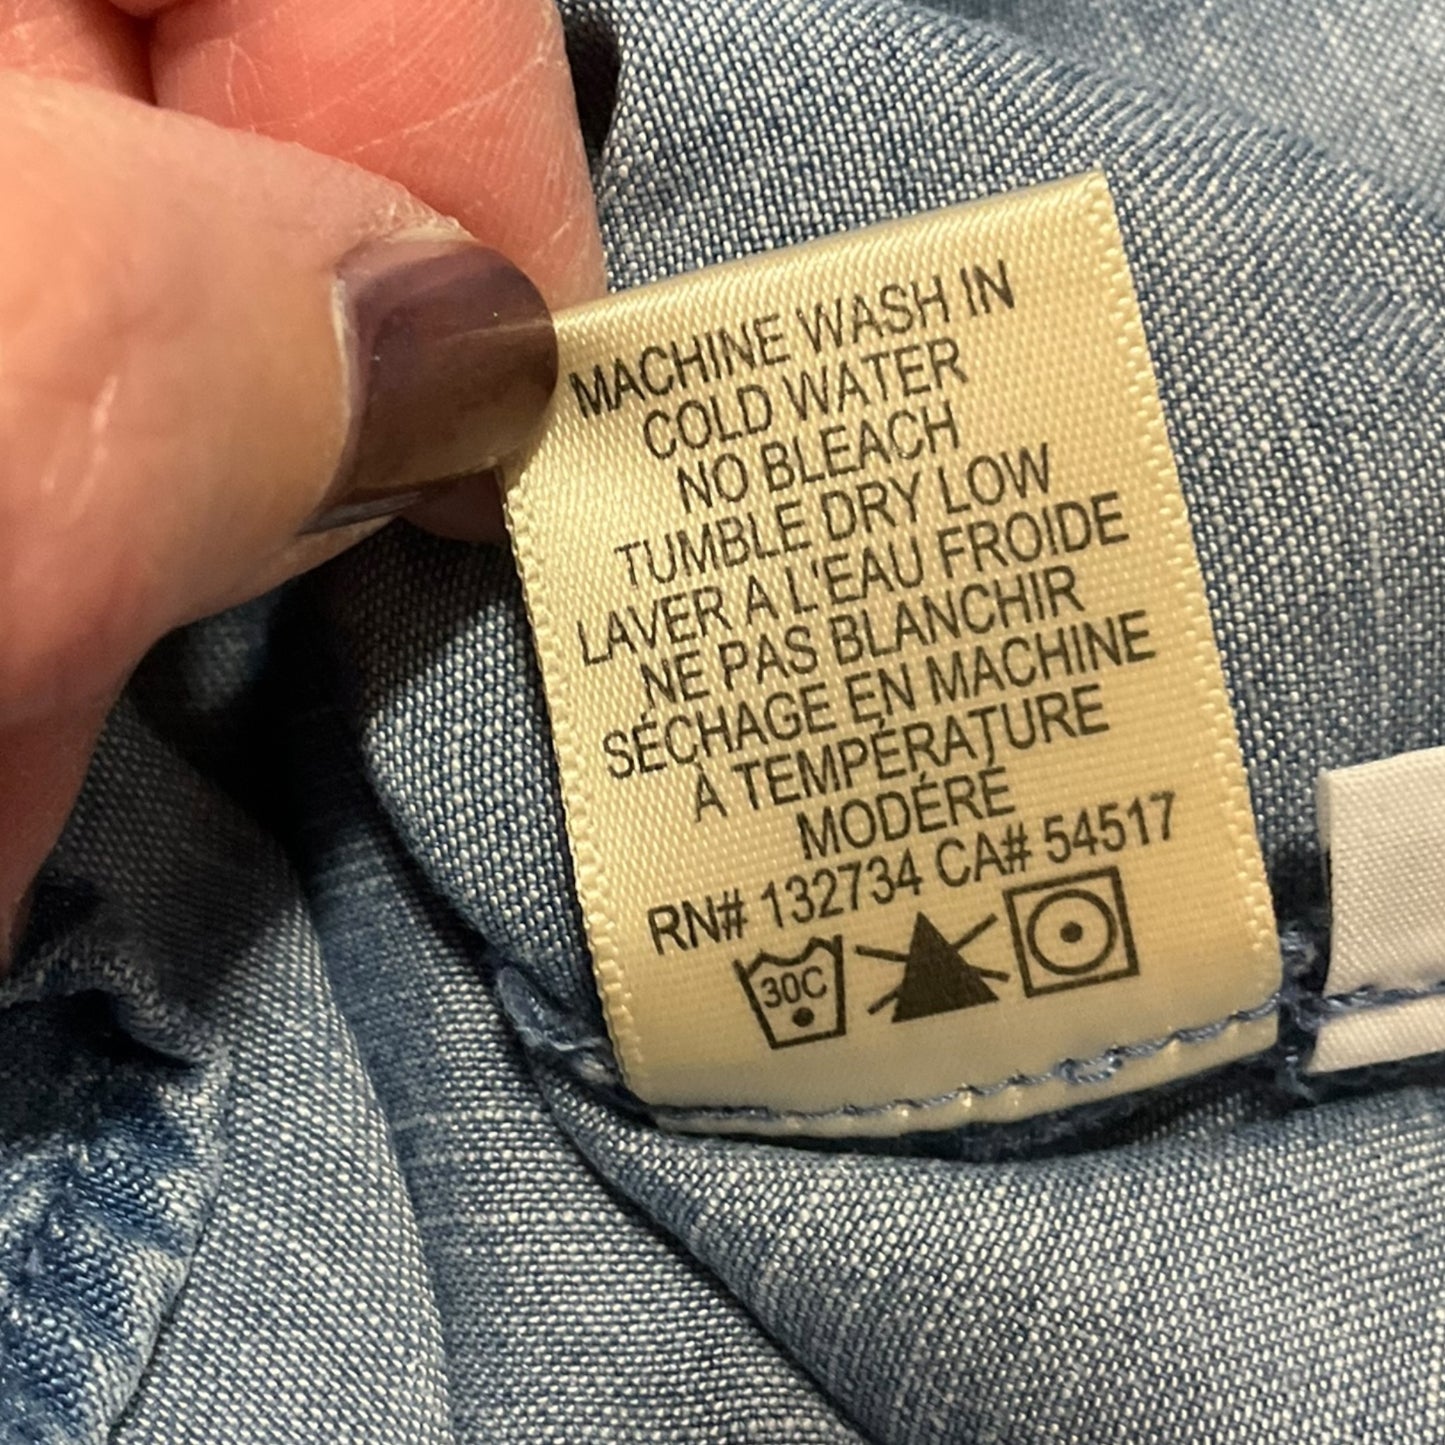 MACHINE WASH IN
COLD WATER
NO BLEACH
TUMBLE DRY LOW
LAVER A L'EAU FROIDE
NE PAS BLANCHIR
SÉCHAGE EN MACHINE
À TEMPÉRATURE
MODÉRÉ
RN# 132734 CA# 54517
30C